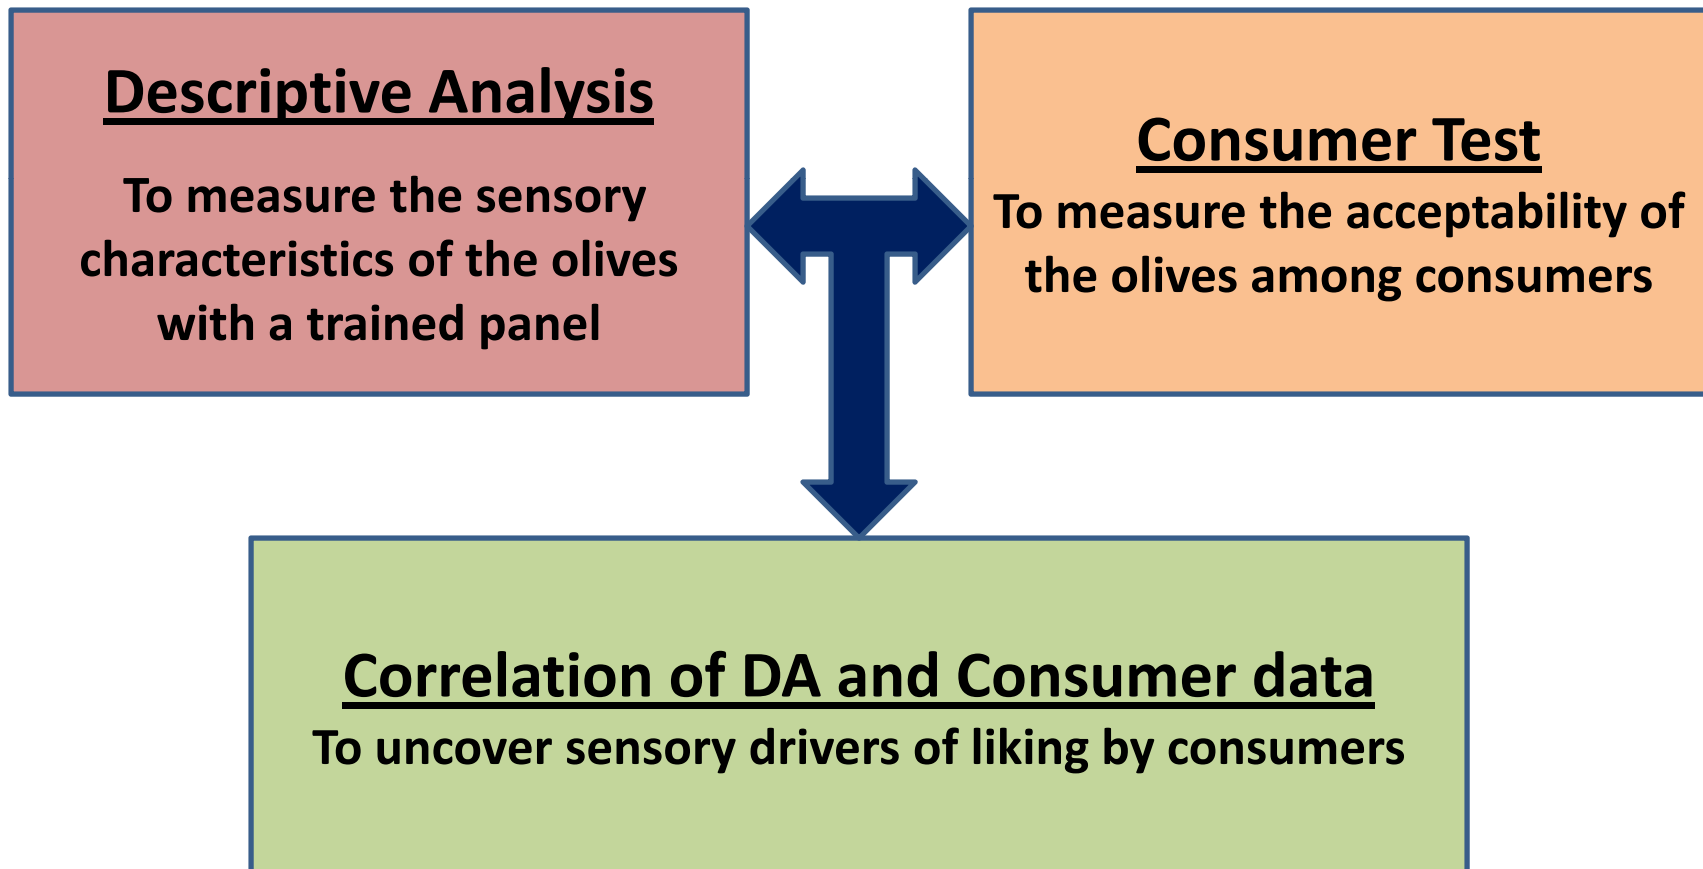 Descriptive Analysis
To measure the sensory
characteristics of the olives
with a trained panel
Consumer Test
To measure the acceptability of
the olives among consumers
Correlation of DA and Consumer data
To uncover sensory drivers of liking by consumers